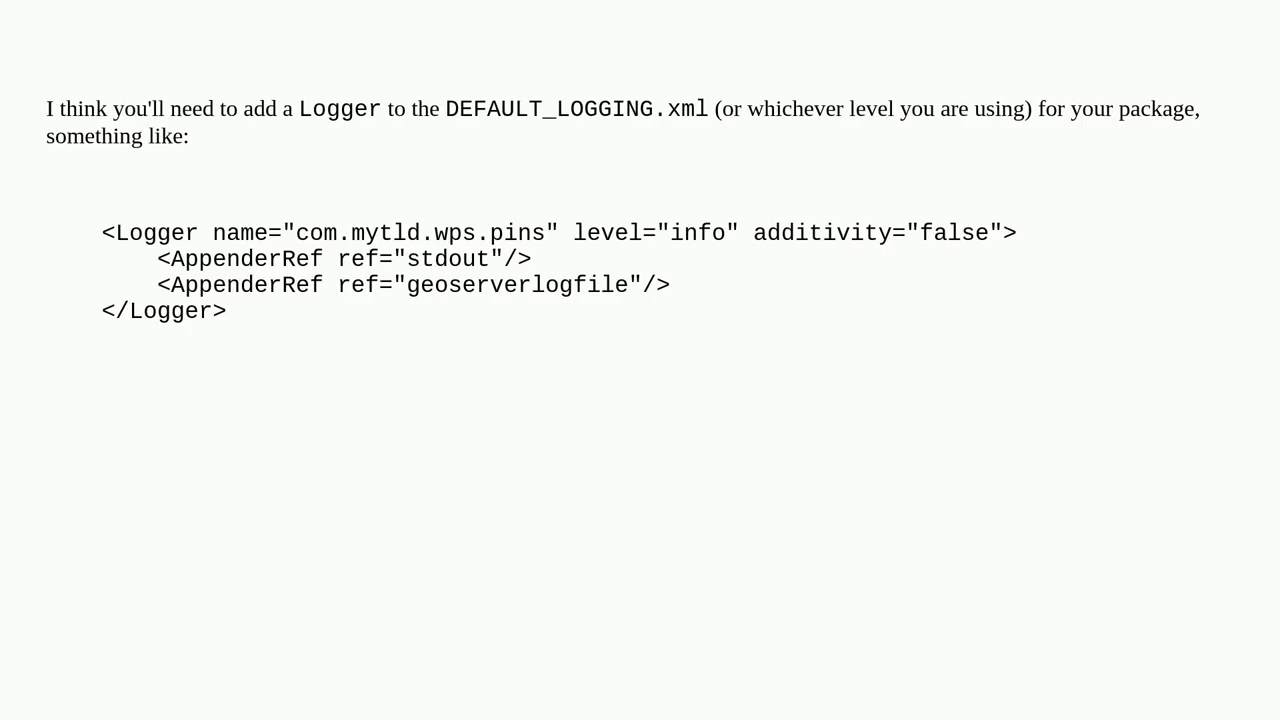 I think you'll need to add a Logger to the DEFAULT_LOGGING.xml (or whichever level you are using) for your package,
something like:
<Logger name="com.mytld.wps.pins" level="info" additivity="false">
    <AppenderRef ref="stdout"/>
    <AppenderRef ref="geoserverlogfile"/>
</Logger>